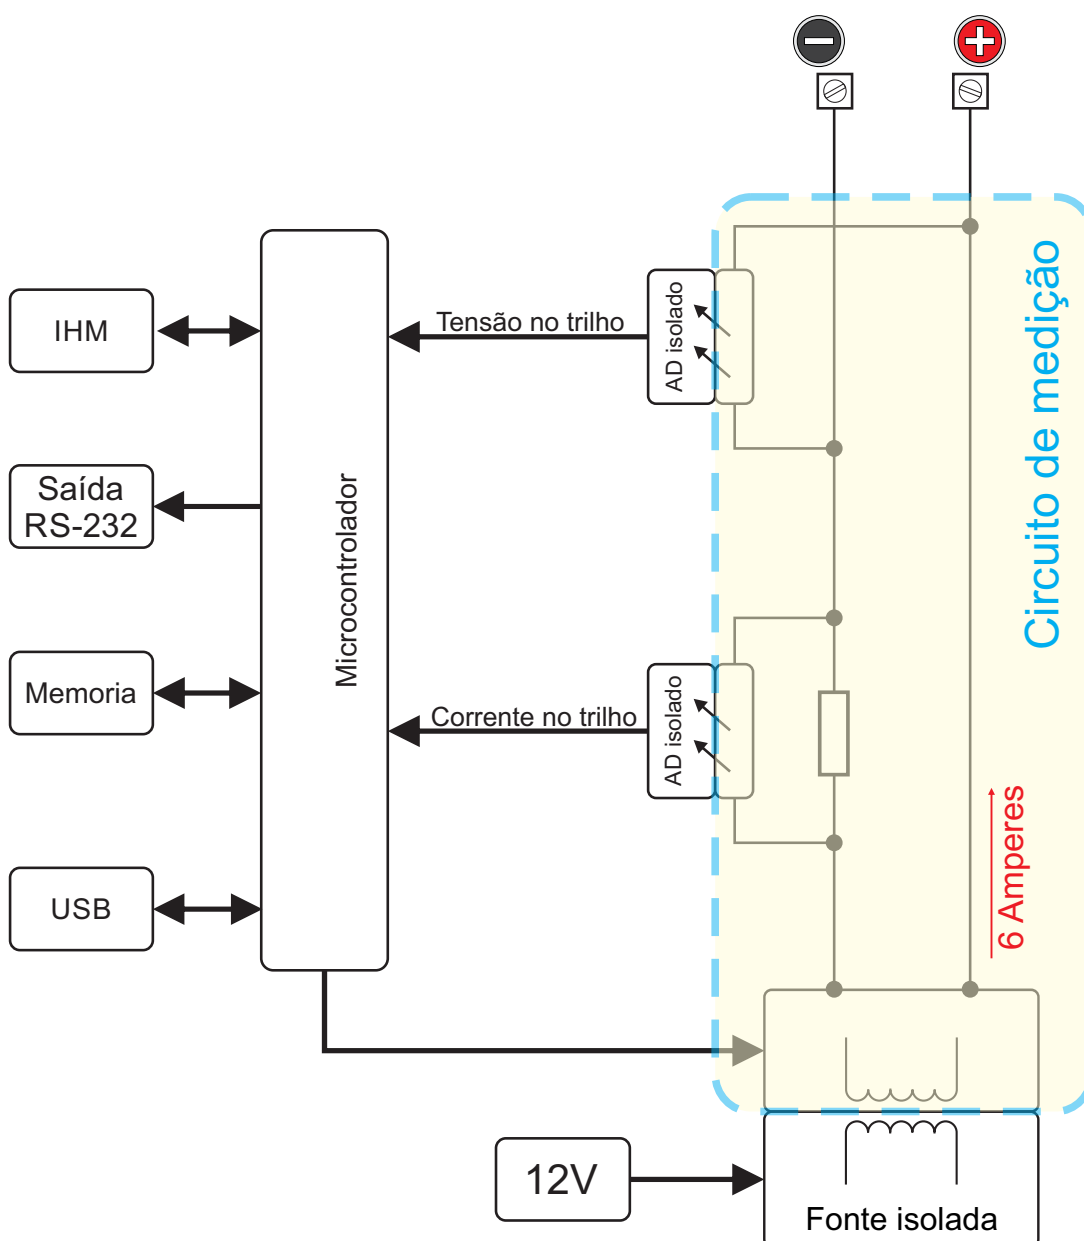 IHM
Saída
RS-232
Memoria
USB
Microcontrolador
Tensão no trilho
AD isolado
Corrente no trilho
AD isolado
Circuito de medição
6 Amperes
12V
Fonte isolada